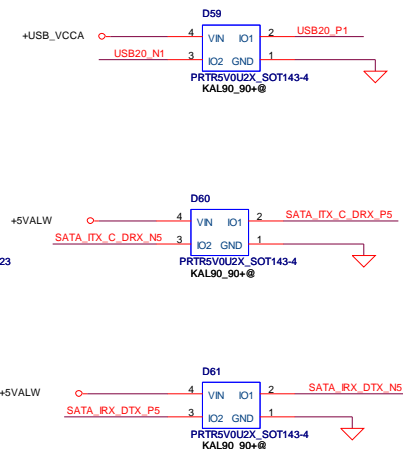 D59
+USB_VCCA 4 VIN IO1 2 USB20_P1
USB20_N1 3 IO2 GND 1
PRTR5V0U2X_SOT143-4
KAL90_90+@
D60
+5VALW 4 VIN IO1 2 SATA_ITX_C_DRX_P5
SATA_ITX_C_DRX_N5 3 IO2 GND 1
23
PRTR5V0U2X_SOT143-4
KAL90_90+@
D61
+5VALW 4 VIN IO1 2 SATA_IRX_DTX_N5
SATA_IRX_DTX_P5 3 IO2 GND 1
PRTR5V0U2X_SOT143-4
KAL90_90+@